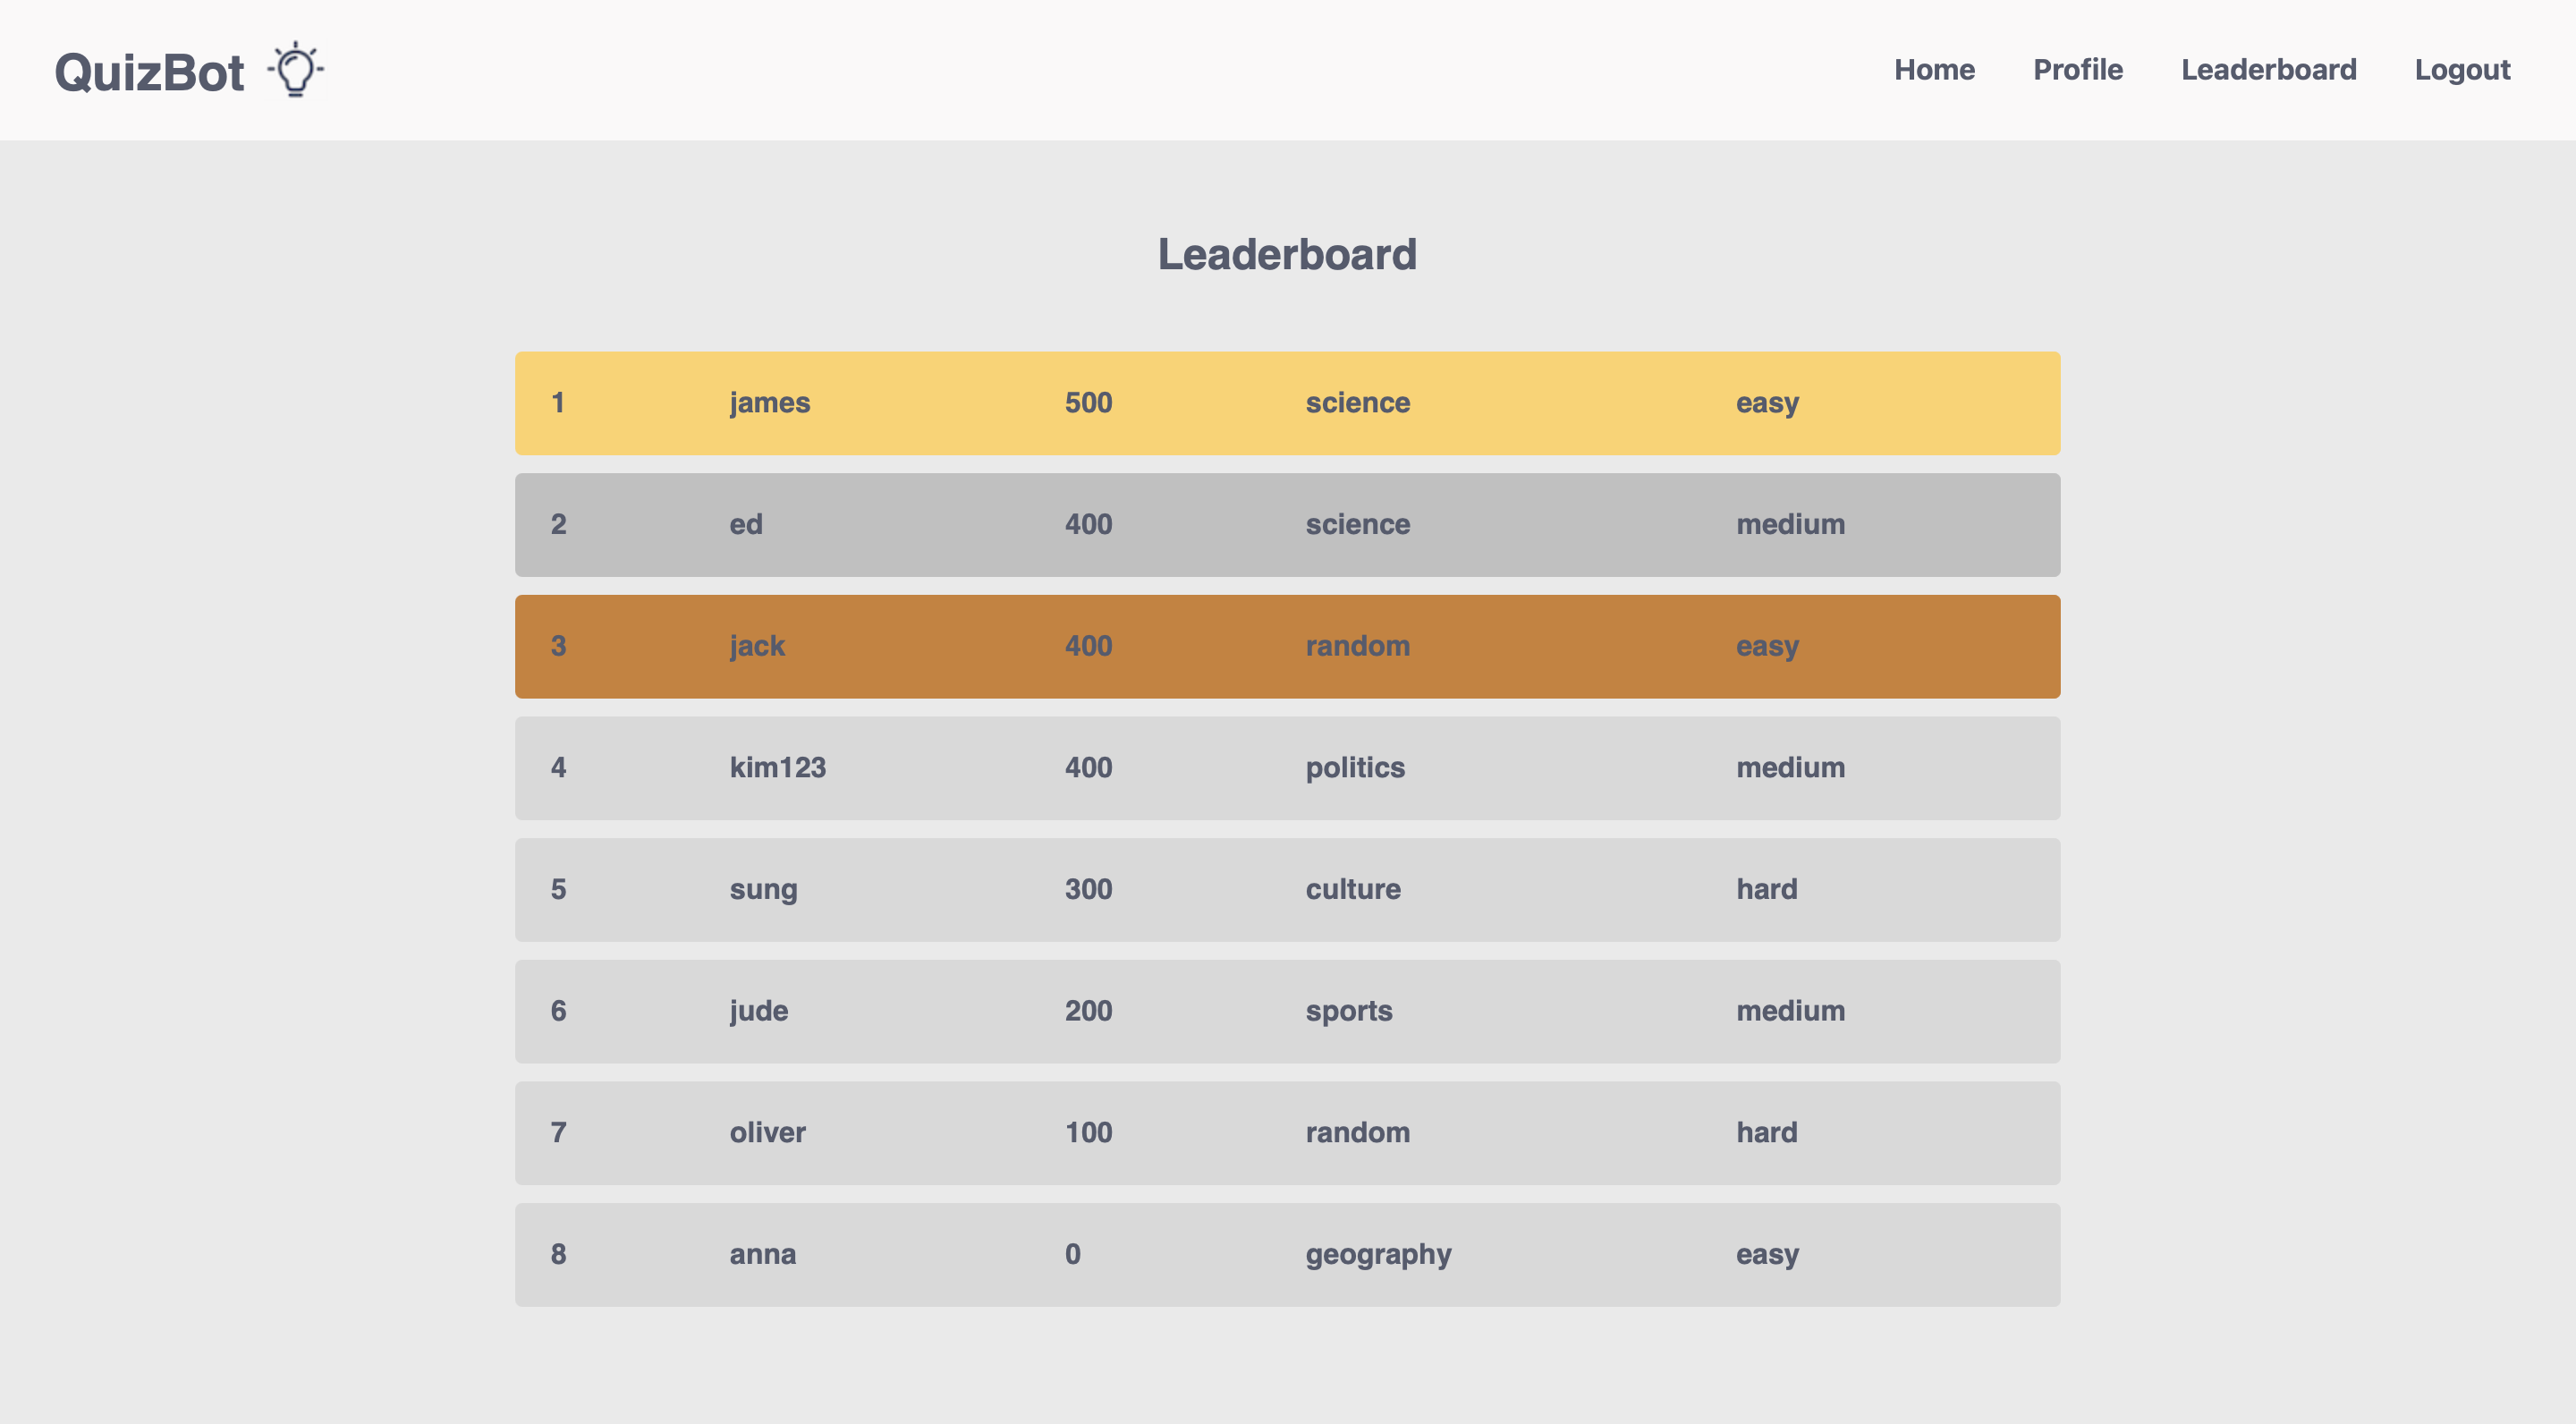 QuizBot Home Profile Leaderboard Logout
Leaderboard
1 james 500 science easy
2 ed 400 science medium
3 jack 400 random easy
4 kim123 400 politics medium
5 sung 300 culture hard
6 jude 200 sports medium
7 oliver 100 random hard
8 anna 0 geography easy